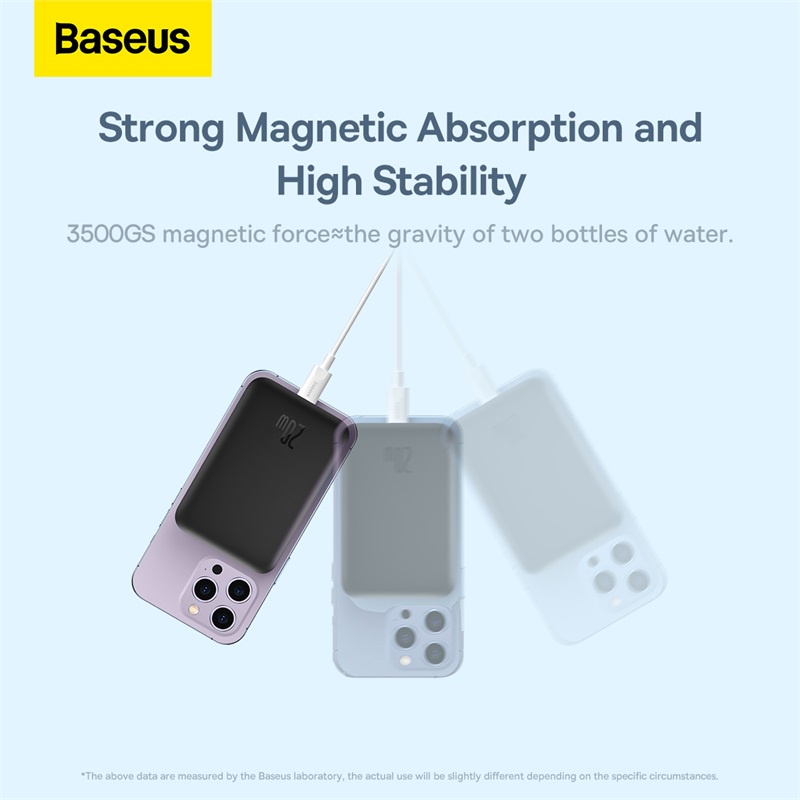 Baseus
Strong Magnetic Absorption and
High Stability
3500GS magnetic force≈the gravity of two bottles of water.
20W
*The above data are measured by the Baseus laboratory, the actual use will be slightly different depending on the specific circumstances.